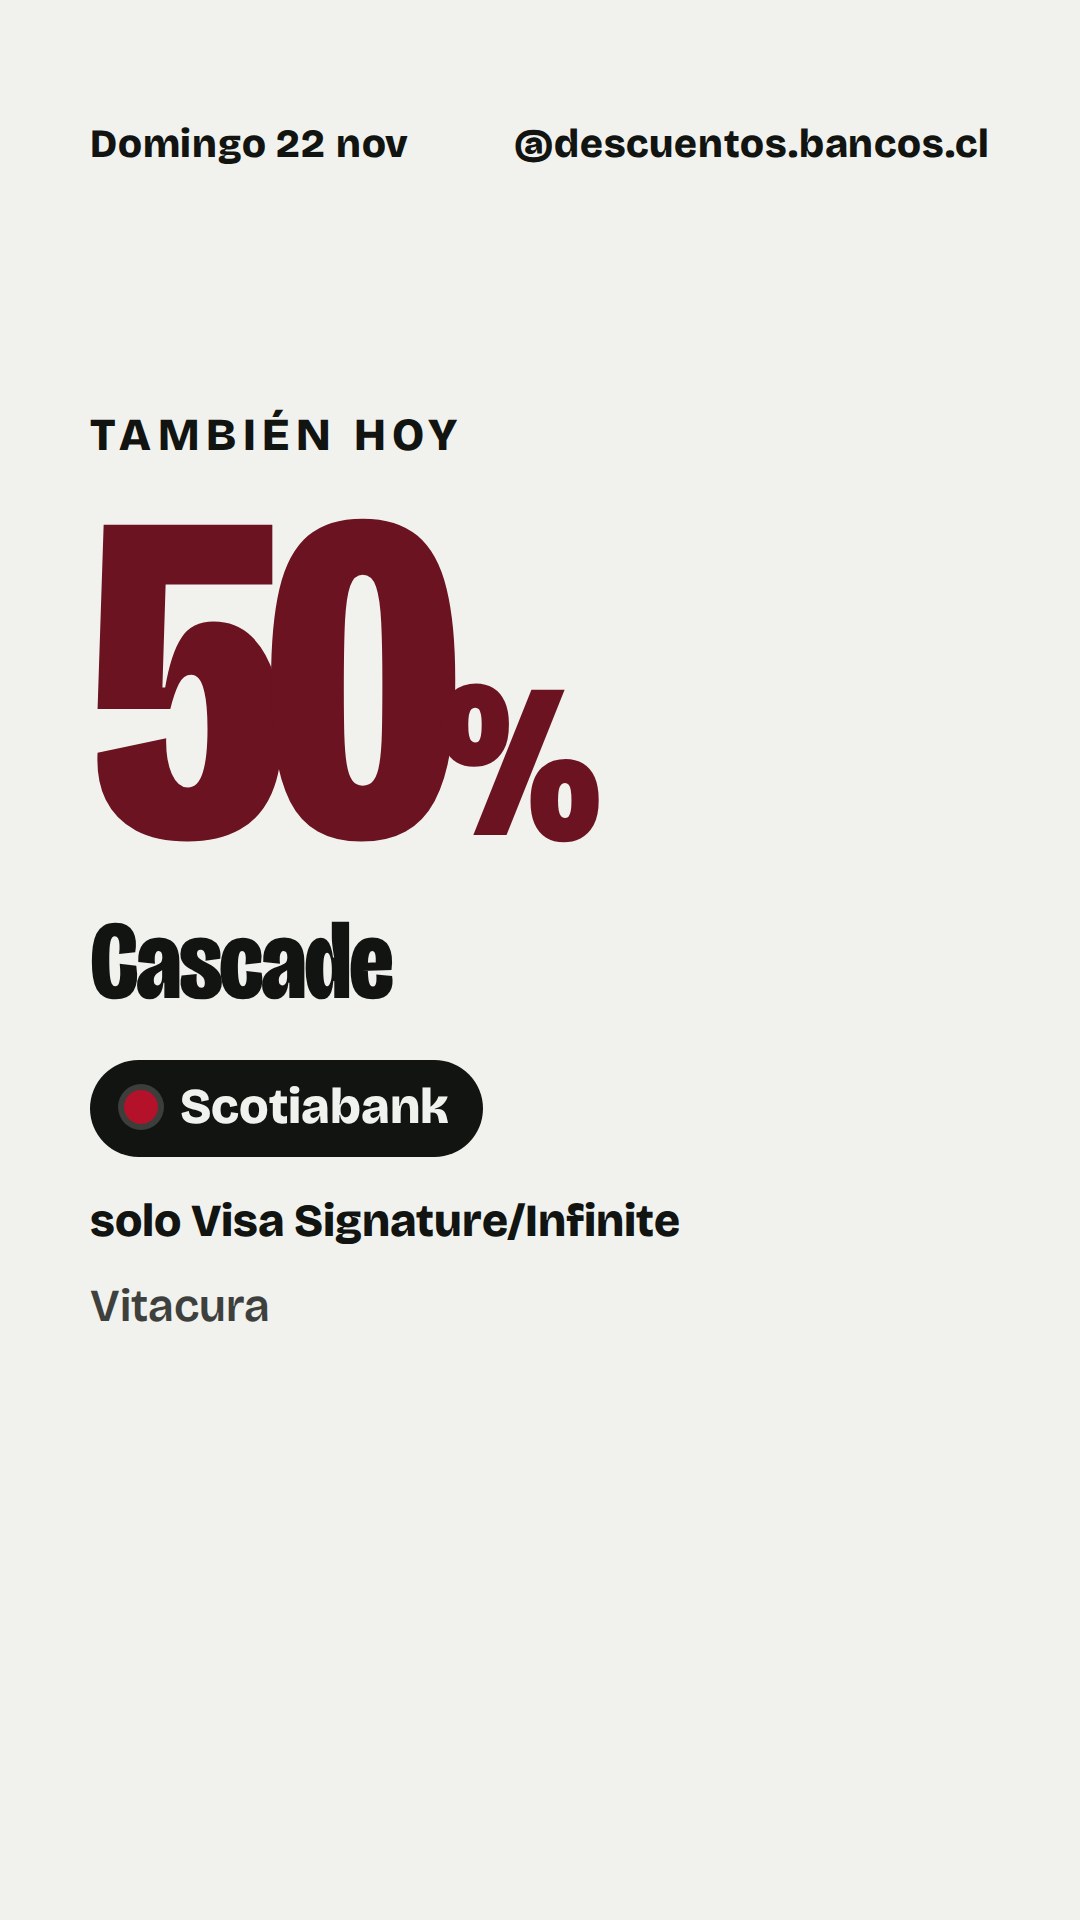 Domingo 22 nov
@descuentos.bancos.cl
TAMBIÉN HOY
50%
Cascade
Scotiabank
solo Visa Signature/Infinite
Vitacura